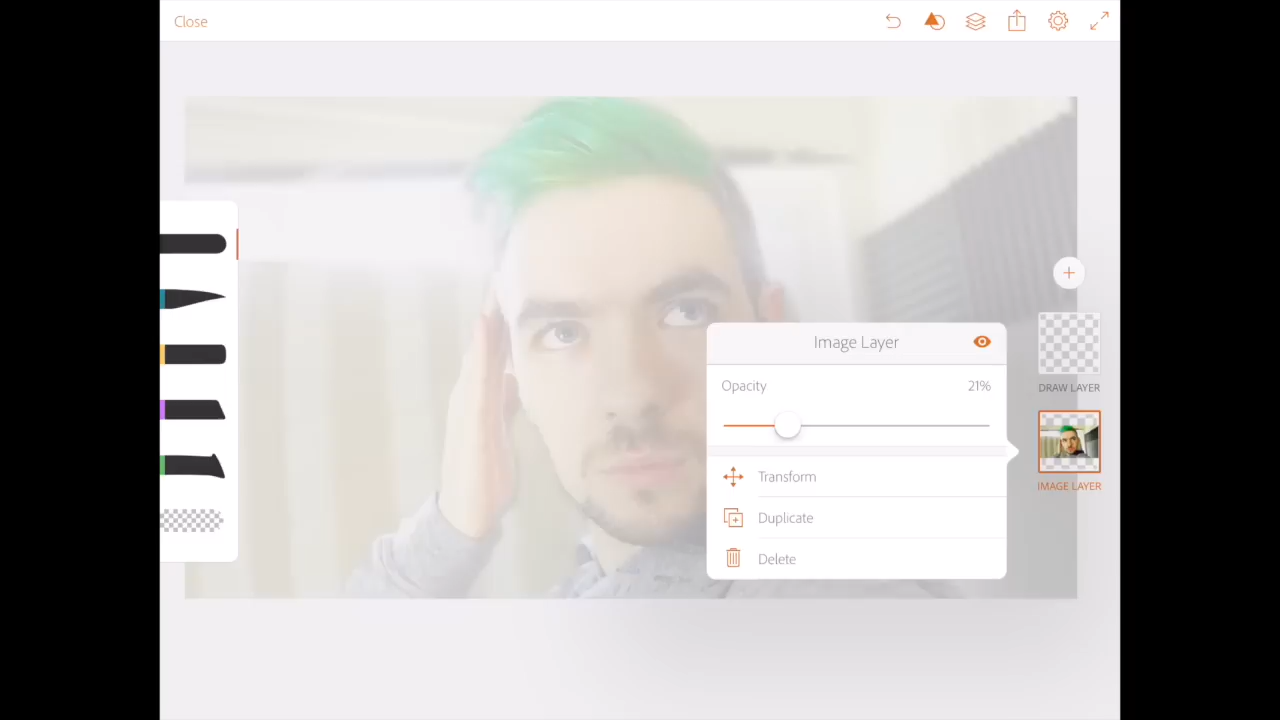 Close
Image Layer
Opacity 21%
Transform
Duplicate
Delete
DRAW LAYER
IMAGE LAYER